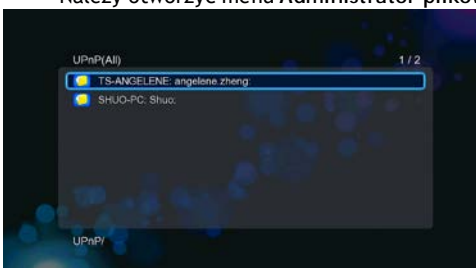 Należy otworzyć menu Administrator plików
UPnP(All) 1/2
TS-ANGELENE: angelene.zheng:
SHUO-PC: Shuo:
UPnP/